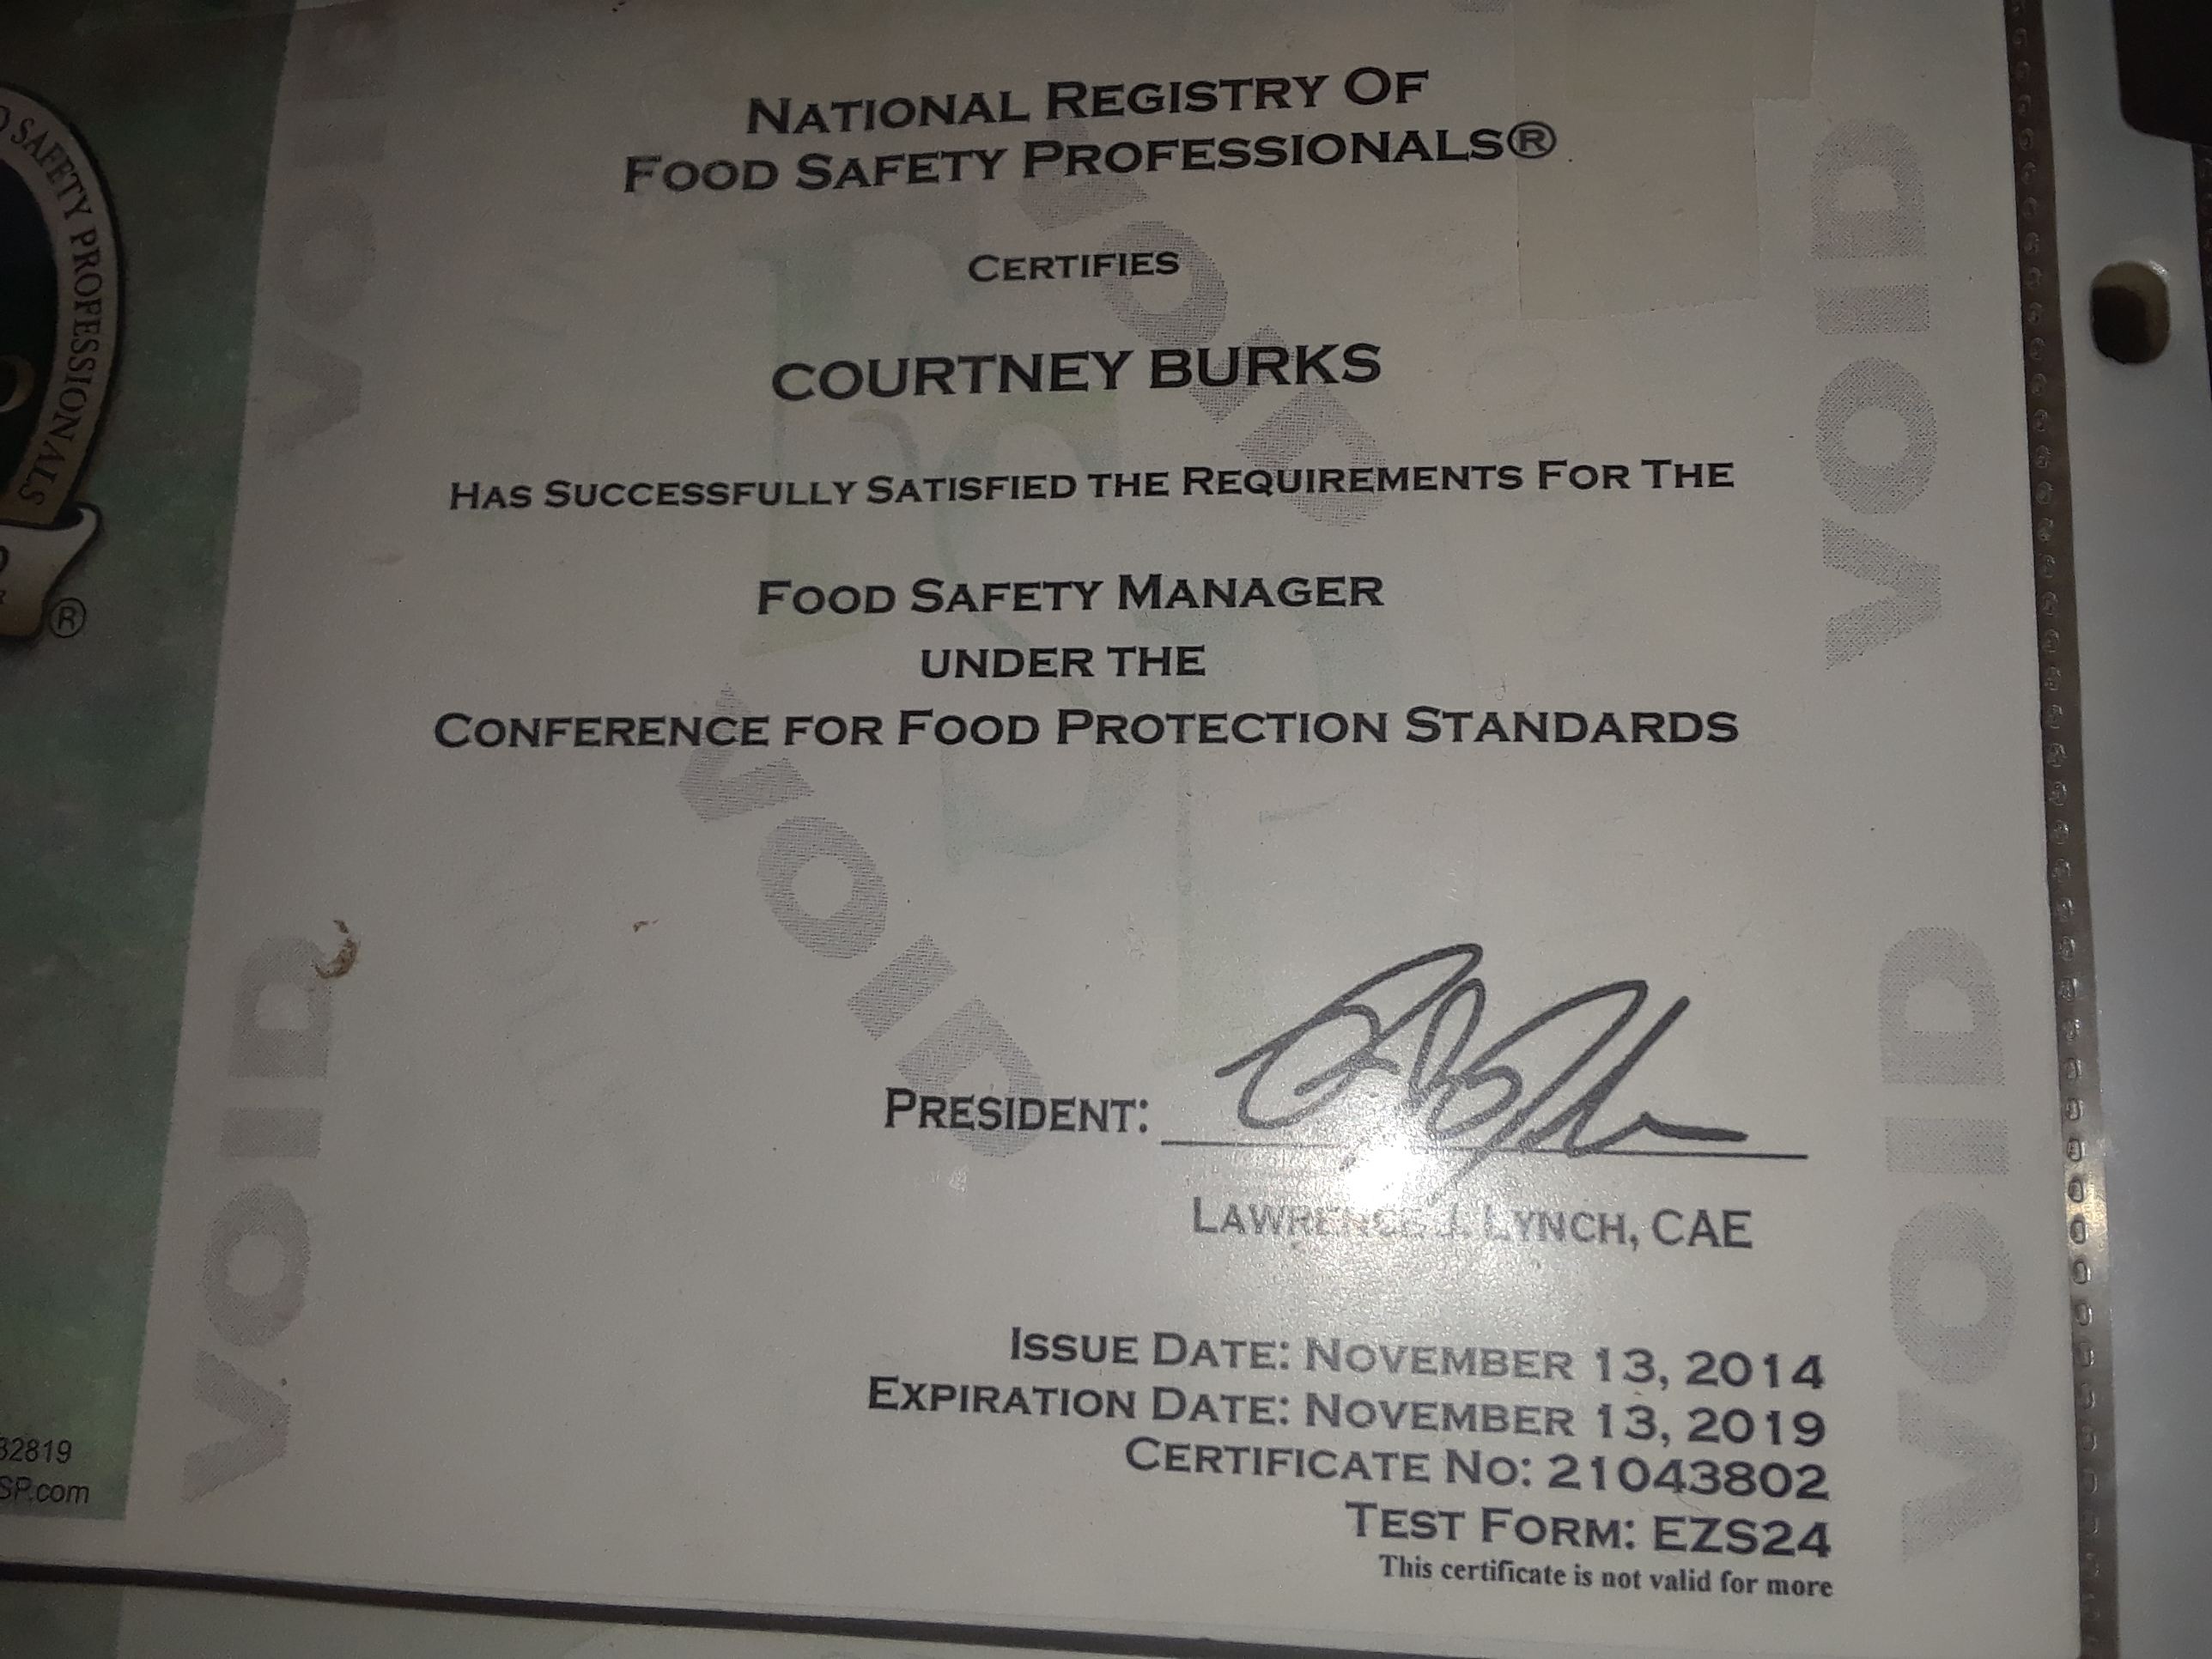 NATIONAL REGISTRY OF
FOOD SAFETY PROFESSIONALS®
CERTIFIES
COURTNEY BURKS
HAS SUCCESSFULLY SATISFIED THE REQUIREMENTS FOR THE
FOOD SAFETY MANAGER
UNDER THE
CONFERENCE FOR FOOD PROTECTION STANDARDS
PRESIDENT:
LAWRENCE J. LYNCH, CAE
ISSUE DATE: NOVEMBER 13, 2014
EXPIRATION DATE: NOVEMBER 13, 2019
CERTIFICATE NO: 21043802
TEST FORM: EZS24
This certificate is not valid for more
SAFETY PROFESSIONALS
®
32819
SP.com
VOID
VOID
VOID
VOID
VOID
VOID